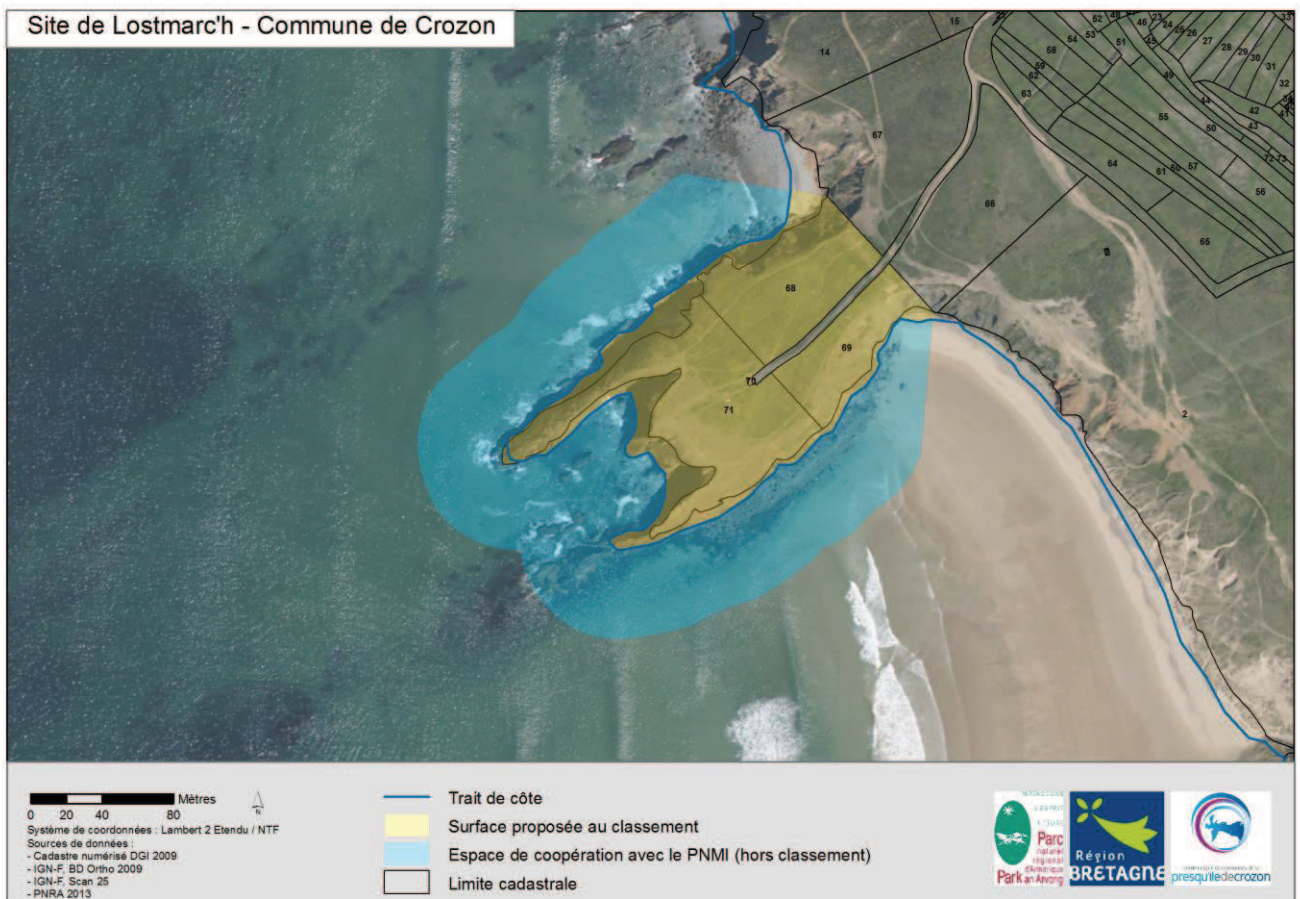 Site de Lostmarc'h - Commune de Crozon
15
52
48
46
23
33
14
54
53
24
25
26
58
51
45
27
28
29
59
30
62
49
31
63
32
44
42
55
41
67
50
43
64
57
72
73
61
60
56
66
65
3
68
69
70
71
2
Mètres
N
0 20 40 80
Système de coordonnées : Lambert 2 Etendu / NTF
Sources de données :
- Cadastre numérisé DGI 2009
- IGN-F, BD Ortho 2009
- IGN-F, Scan 25
- PNRA 2013
Trait de côte
Surface proposée au classement
Espace de coopération avec le PNMI (hors classement)
Limite cadastrale
Parc
naturel
régional
d'Armorique
Park an Arvorig
Région
BRETAGNE
presqu'îledecrozon